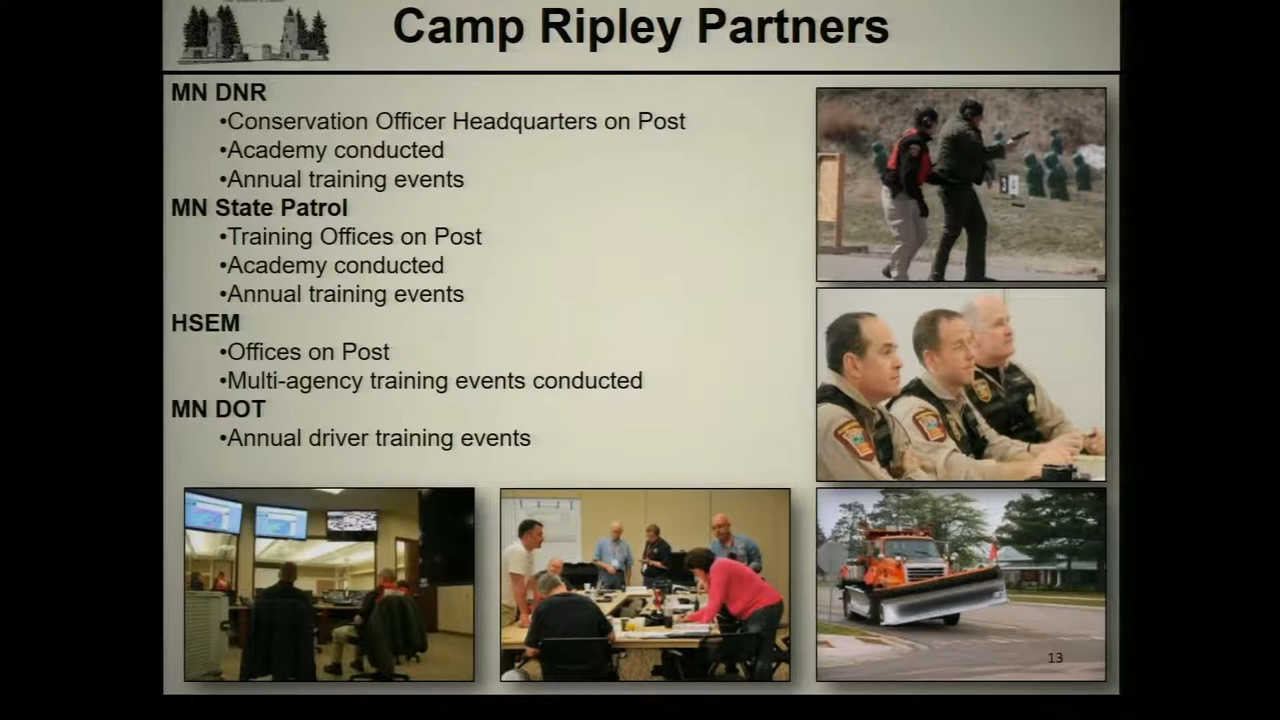 Camp Ripley Partners
MN DNR
•Conservation Officer Headquarters on Post
•Academy conducted
•Annual training events
MN State Patrol
•Training Offices on Post
•Academy conducted
•Annual training events
HSEM
•Offices on Post
•Multi-agency training events conducted
MN DOT
•Annual driver training events
13